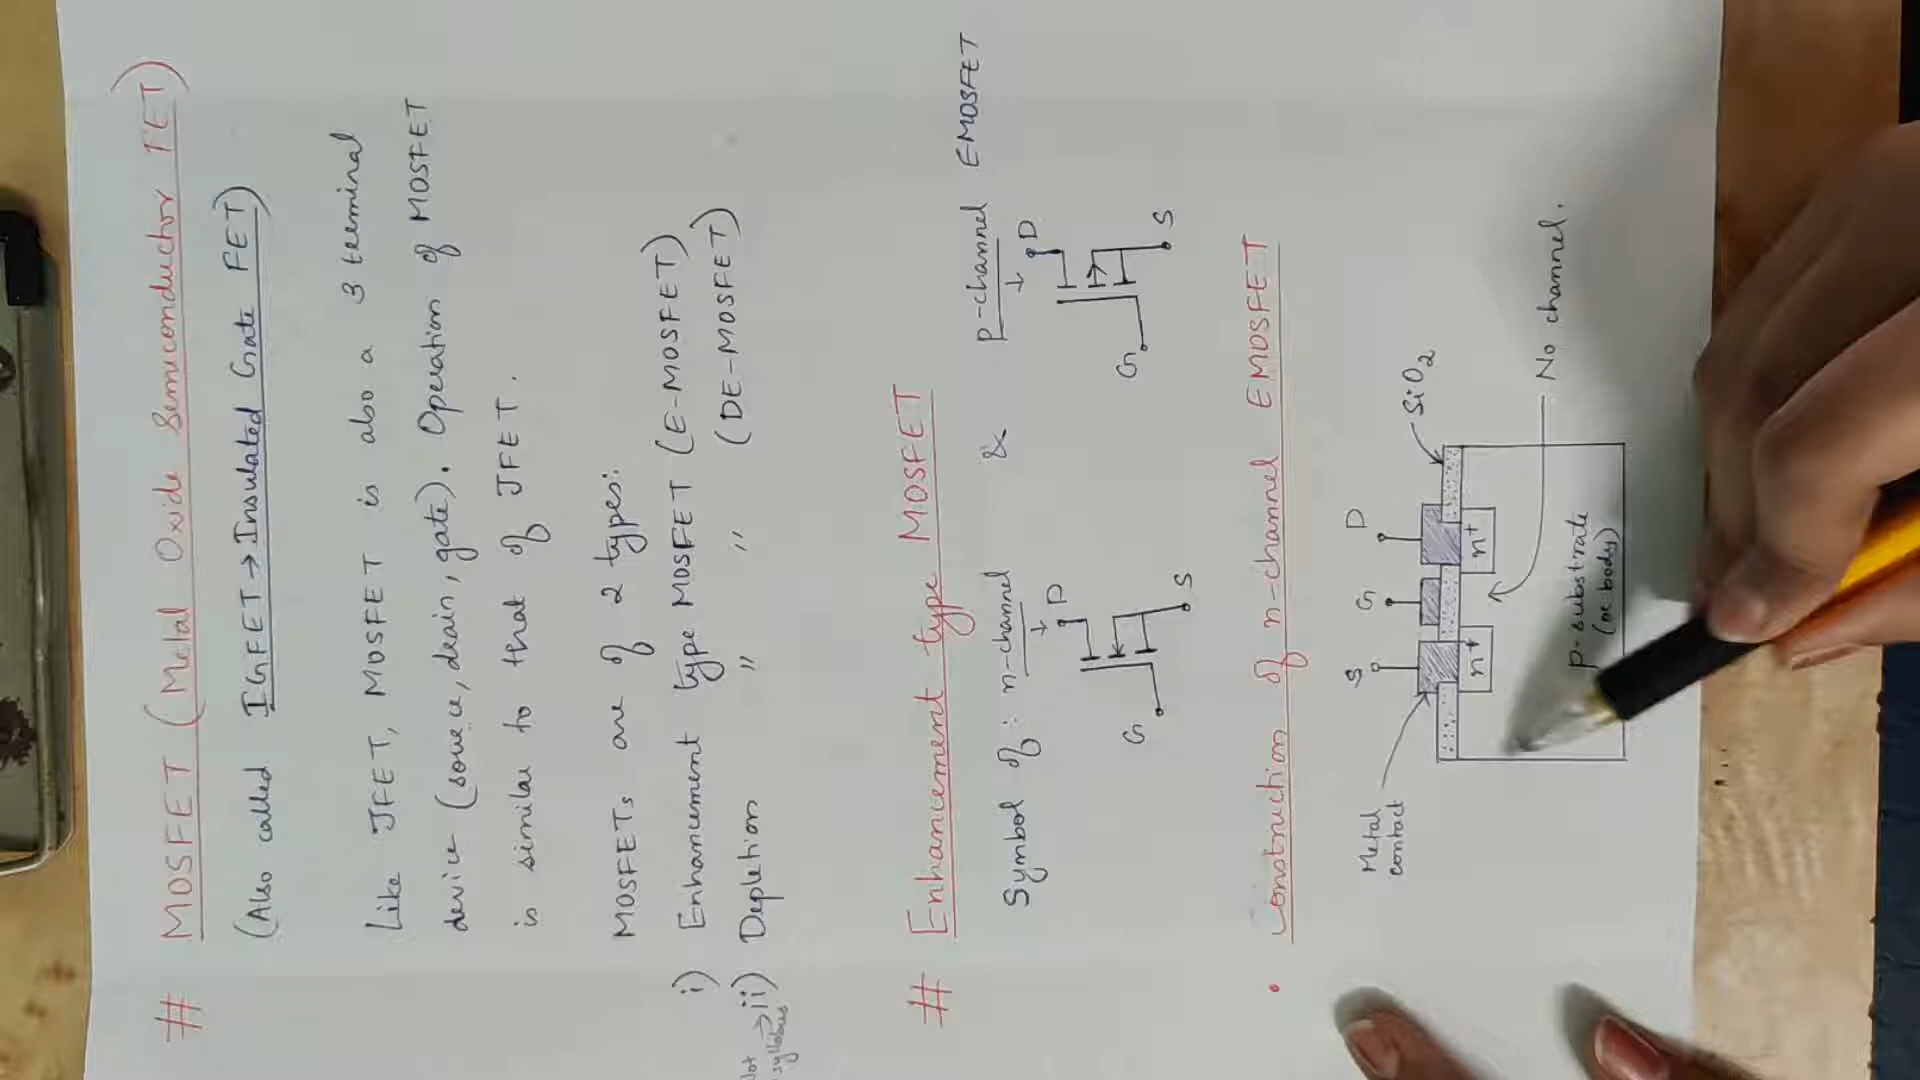 # MOSFET (Metal Oxide Semiconductor FET)
(Also called IGFET → Insulated Gate FET)
Like JFET, MOSFET is also a 3 terminal
device (source, drain, gate). Operation of MOSFET
is similar to that of JFET.
MOSFETs are of 2 types:
i) Enhancement type MOSFET (E-MOSFET)
Not syllabus → ii) Depletion " " (DE-MOSFET)
# Enhancement type MOSFET
Symbol of : n-channel & p-channel EMOSFET
D
G
S
D
G
S
• Construction of n-channel EMOSFET
S G D
SiO2
Metal
contact
n+ n+
No channel.
p-substrate
(or body)